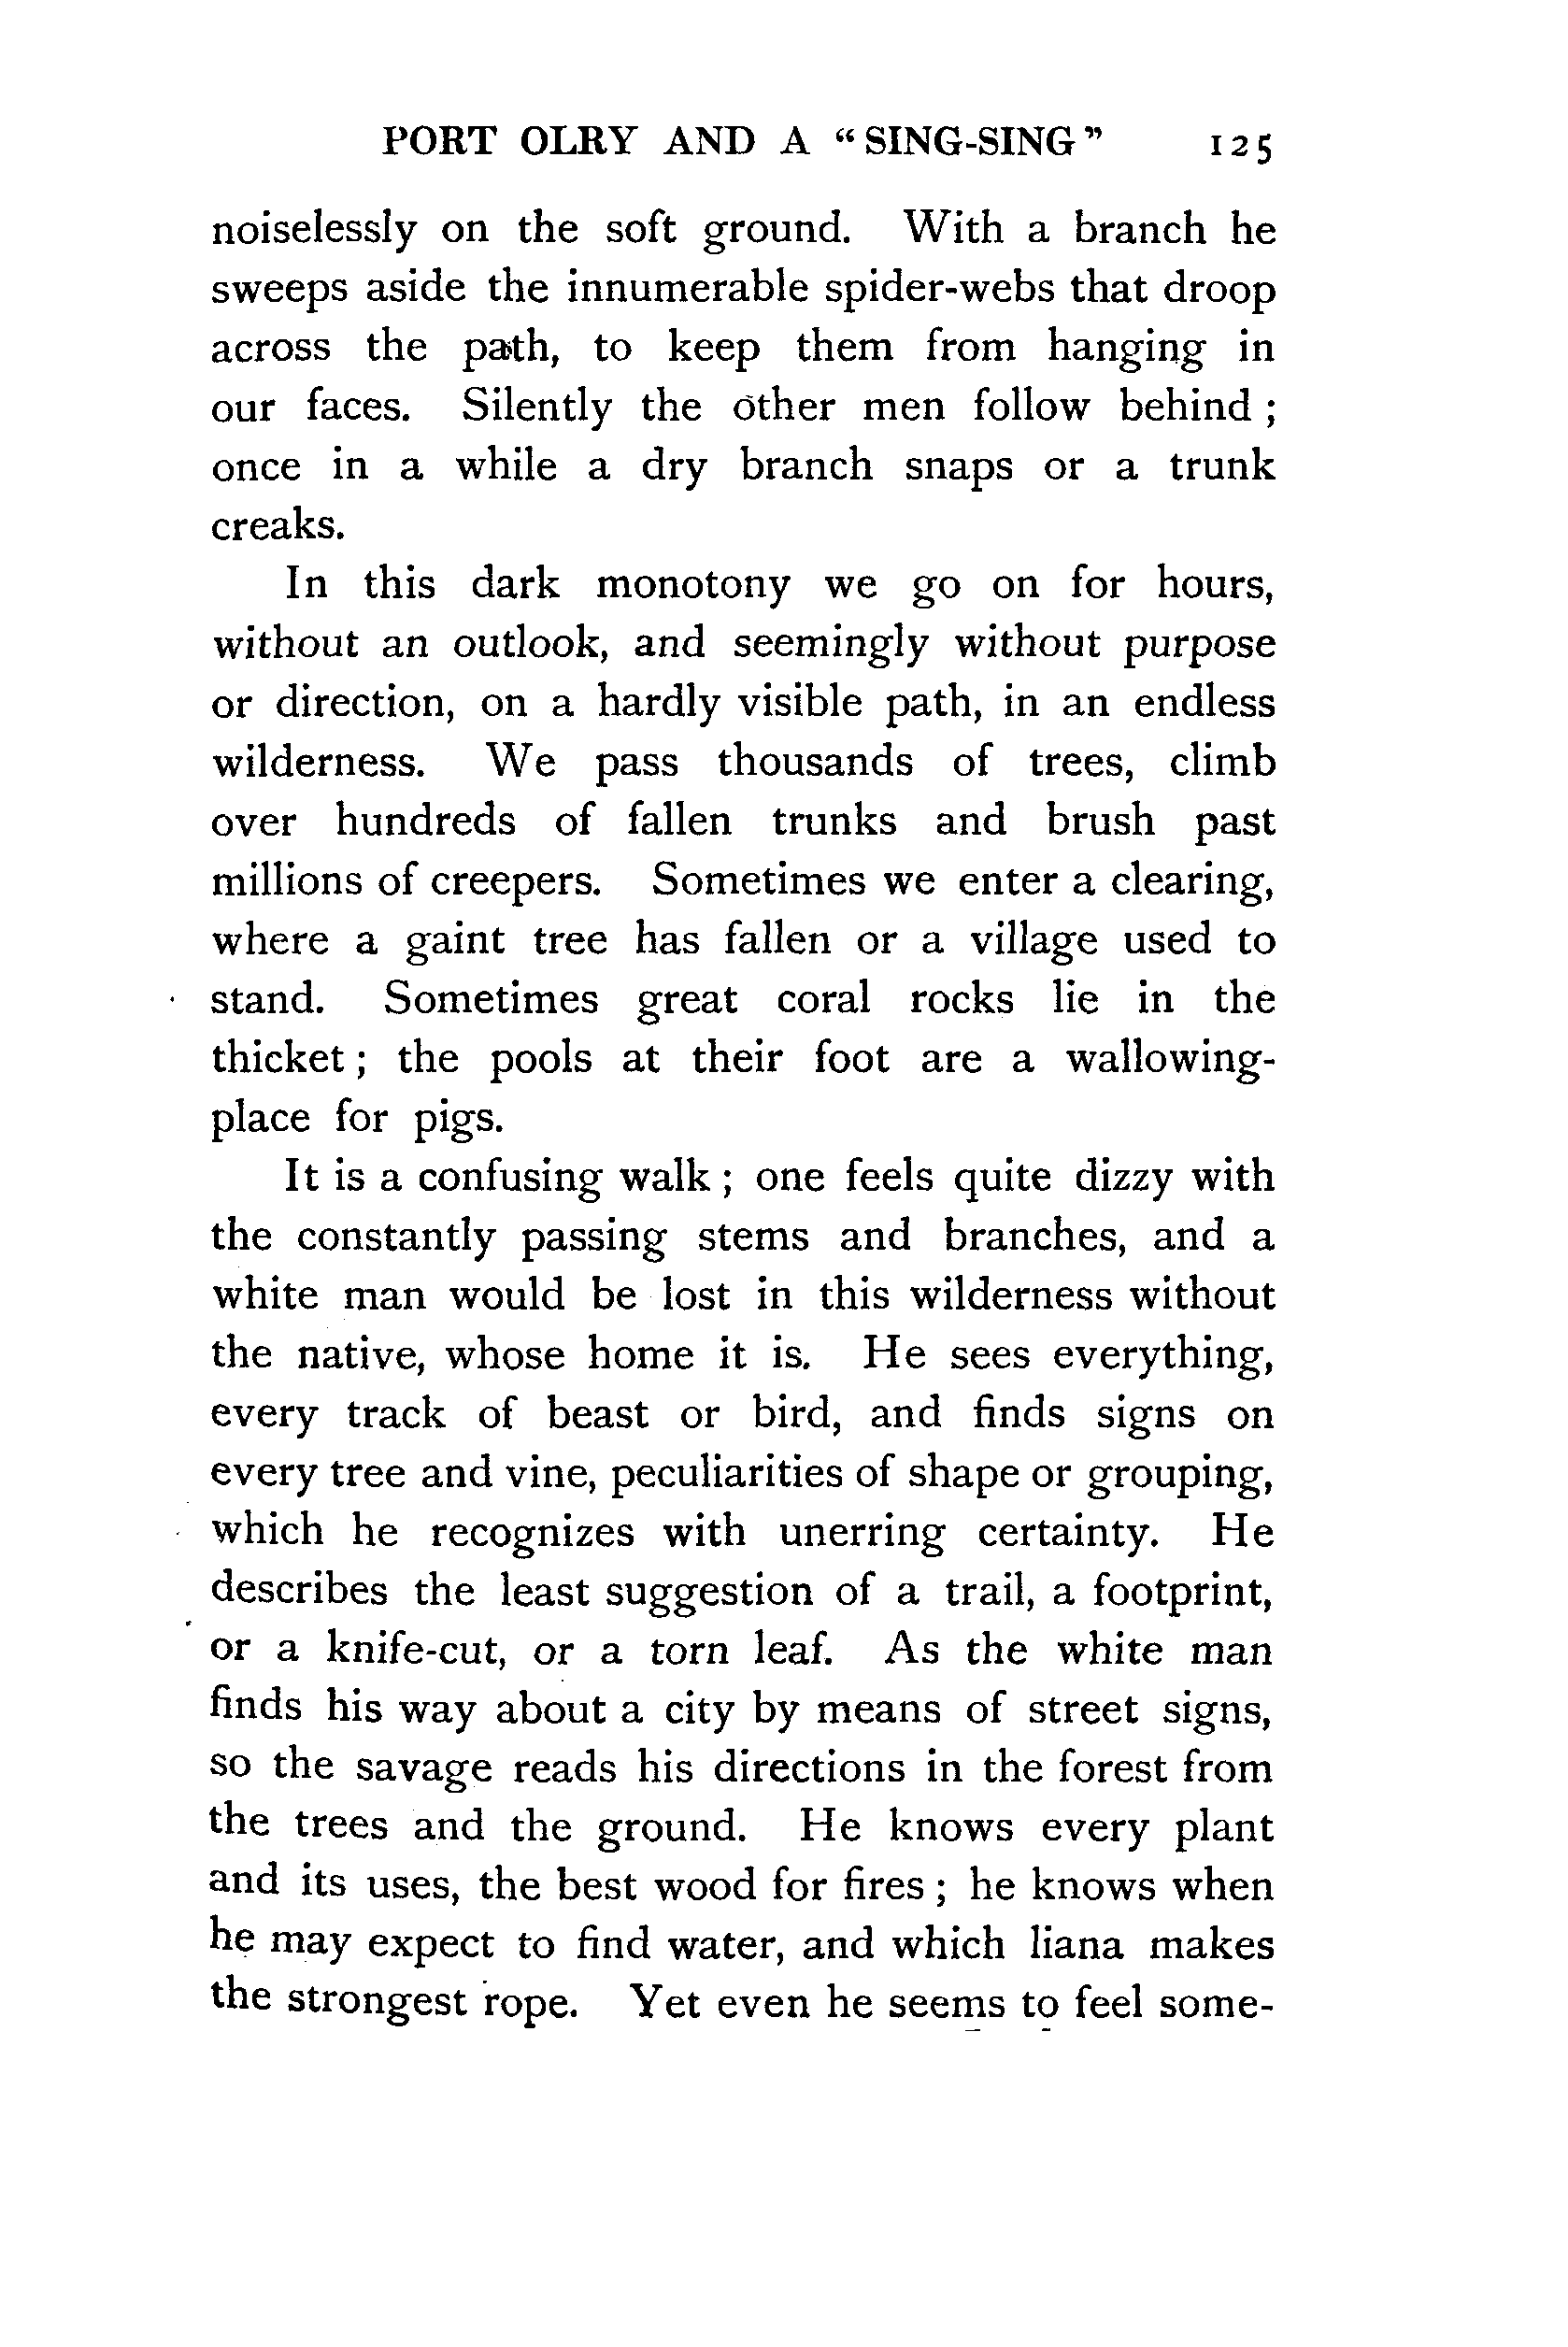 PORT OLRY AND A “SING-SING” 125
noiselessly on the soft ground. With a branch he
sweeps aside the innumerable spider-webs that droop
across the path, to keep them from hanging in
our faces. Silently the other men follow behind ;
once in a while a dry branch snaps or a trunk
creaks.
In this dark monotony we go on for hours,
without an outlook, and seemingly without purpose
or direction, on a hardly visible path, in an endless
wilderness. We pass thousands of trees, climb
over hundreds of fallen trunks and brush past
millions of creepers. Sometimes we enter a clearing,
where a gaint tree has fallen or a village used to
stand. Sometimes great coral rocks lie in the
thicket ; the pools at their foot are a wallowing-
place for pigs.
It is a confusing walk ; one feels quite dizzy with
the constantly passing stems and branches, and a
white man would be lost in this wilderness without
the native, whose home it is. He sees everything,
every track of beast or bird, and finds signs on
every tree and vine, peculiarities of shape or grouping,
which he recognizes with unerring certainty. He
describes the least suggestion of a trail, a footprint,
or a knife-cut, or a torn leaf. As the white man
finds his way about a city by means of street signs,
so the savage reads his directions in the forest from
the trees and the ground. He knows every plant
and its uses, the best wood for fires ; he knows when
he may expect to find water, and which liana makes
the strongest rope. Yet even he seems to feel some-